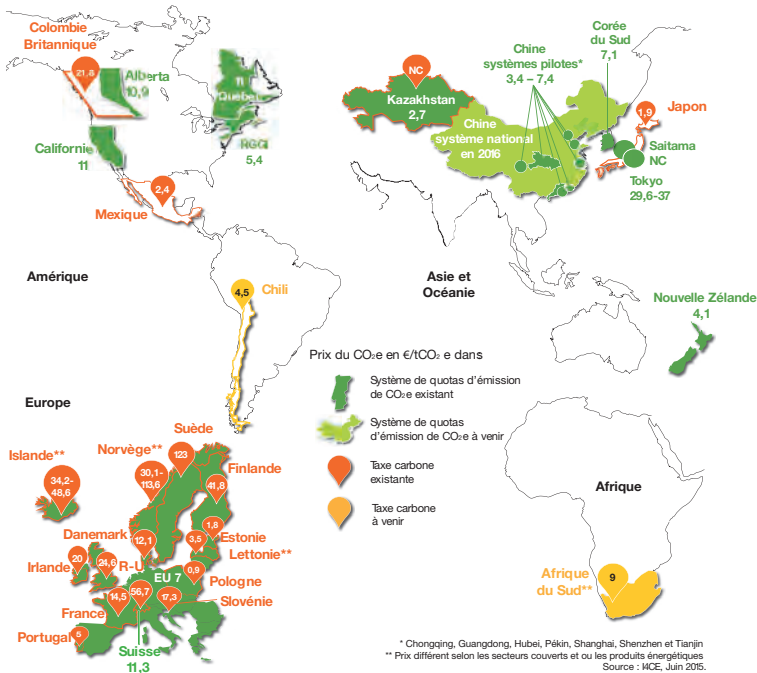 Colombie
Britannique
21,8
Alberta
10,9
11
Québec
Californie
11
RGGI
5,4
2,4
Mexique
Amérique
4,5
Chili
NC
Kazakhstan
2,7
Chine
systèmes pilotes*
3,4 – 7,4
Corée
du Sud
7,1
Chine
système national
en 2016
1,9
Japon
Saitama
NC
Tokyo
29,6-37
Asie et
Océanie
Nouvelle Zélande
4,1
Prix du CO2e en €/tCO2 e dans
Système de quotas d'émission
de CO2e existant
Système de quotas
d'émission de CO2e à venir
Taxe carbone
existante
Taxe carbone
à venir
Europe
Islande**
34,2-
48,6
Norvège**
30,1-
113,6
Suède
123
Finlande
41,8
1,8
Estonie
3,5
Lettonie**
Danemark
12,1
Irlande
20
24,6
R-U
EU 7
0,9
Pologne
France
14,5
56,7
17,3
Slovénie
Portugal
5
Suisse
11,3
Afrique
Afrique
du Sud**
9
* Chongqing, Guangdong, Hubei, Pékin, Shanghai, Shenzhen et Tianjin
** Prix différent selon les secteurs couverts et ou les produits énergétiques
Source : I4CE, Juin 2015.